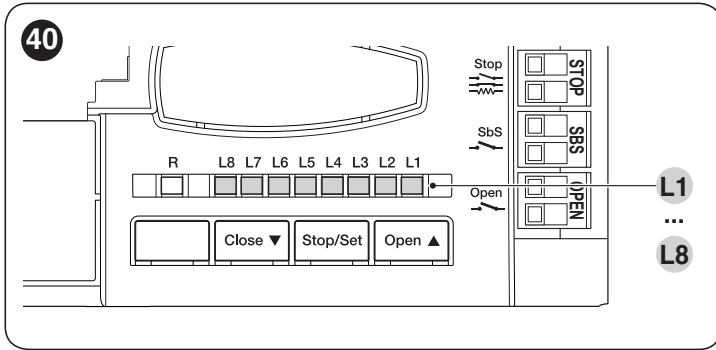 40
Stop
STOP
SbS
SBS
R L8 L7 L6 L5 L4 L3 L2 L1
Open
OPEN
L1
...
L8
Close ▼ Stop/Set Open ▲